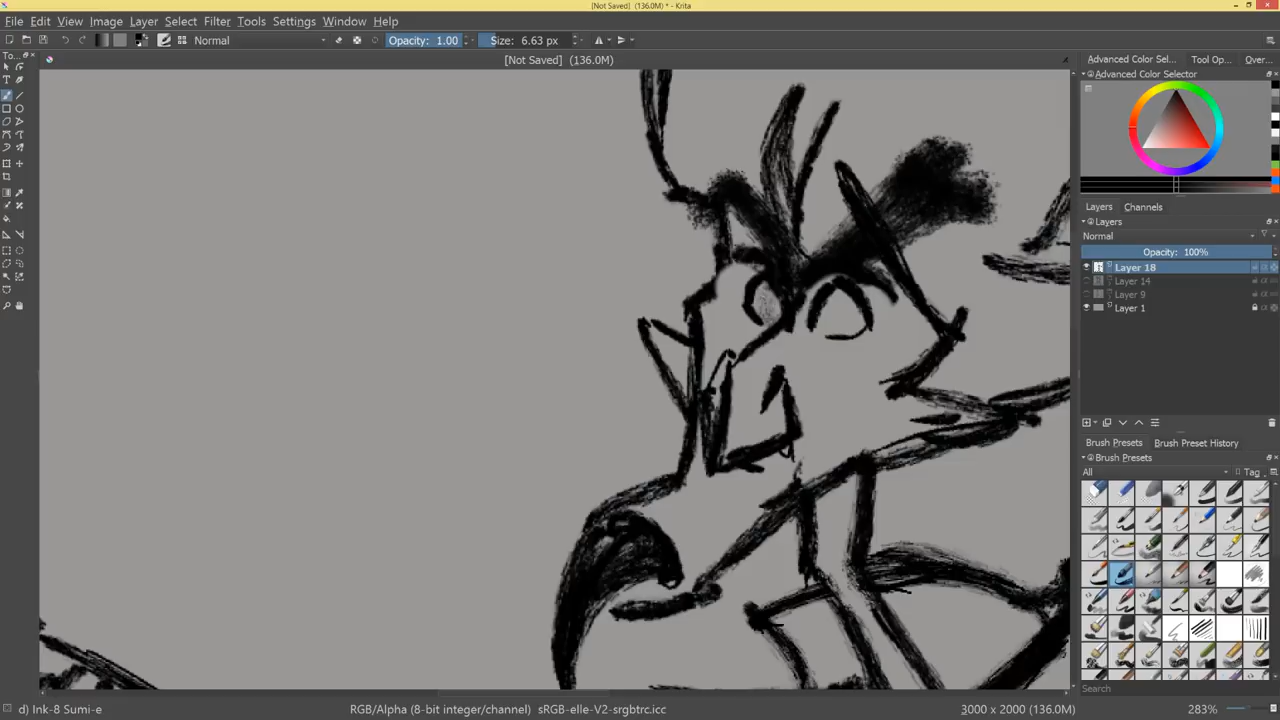 [Not Saved]  (136.0M) * - Krita
File Edit View Image Layer Select Filter Tools Settings Window Help
Normal Opacity: 1.00 Size: 6.63 px
To... [Not Saved] (136.0M) Advanced Color Sel... Tool Op... Over...
Advanced Color Selector
Layers Channels
Layers
Normal
Opacity: 100%
Layer 18
Layer 14
Layer 9
Layer 1
Brush Presets Brush Preset History
Brush Presets
All Tag
Search
d) Ink-8 Sumi-e RGB/Alpha (8-bit integer/channel) sRGB-elle-V2-srgbtrc.icc 3000 x 2000 (136.0M) 283%